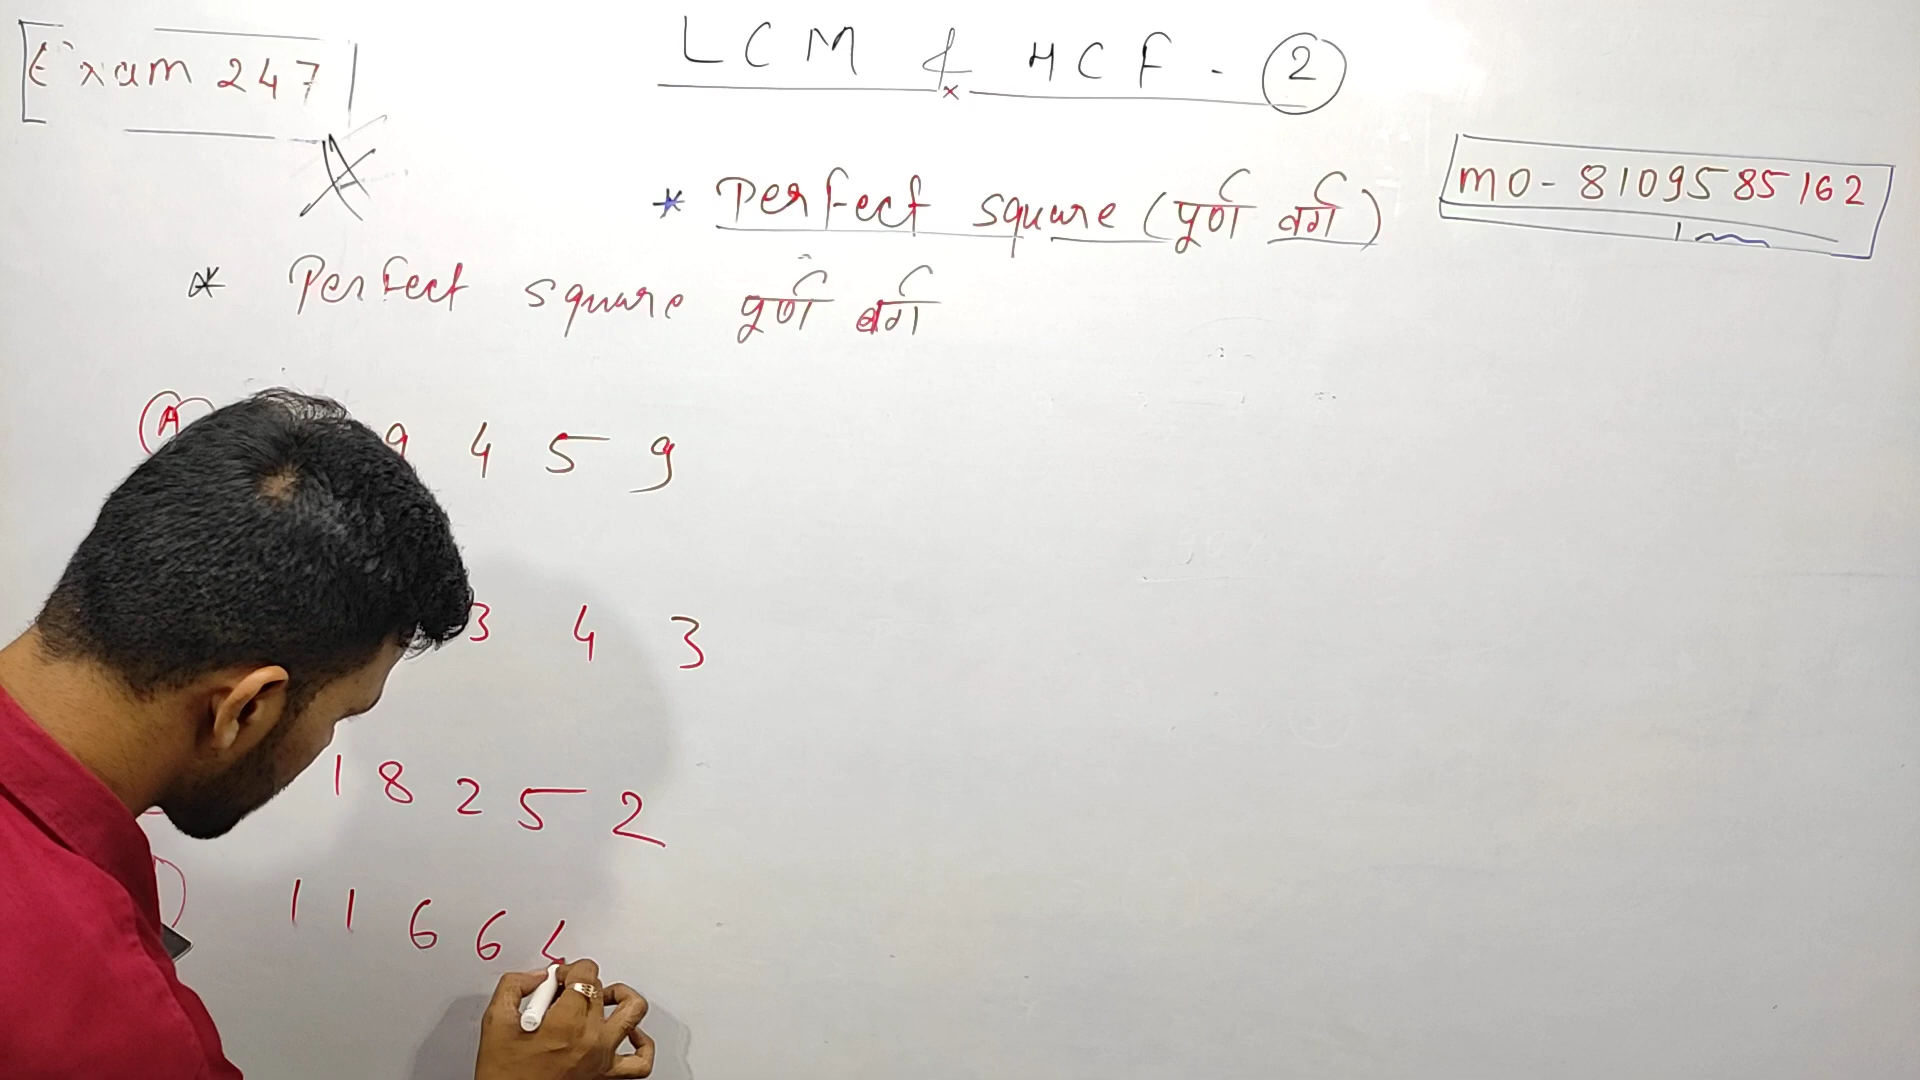 Exam 247
LCM & HCF - 2
mo - 8109585162
* Perfect square (पूर्ण वर्ग)
* Perfect square पूर्ण वर्ग
A 9 4 5 9
3 4 3
1 8 2 5 2
1 1 6 6 4